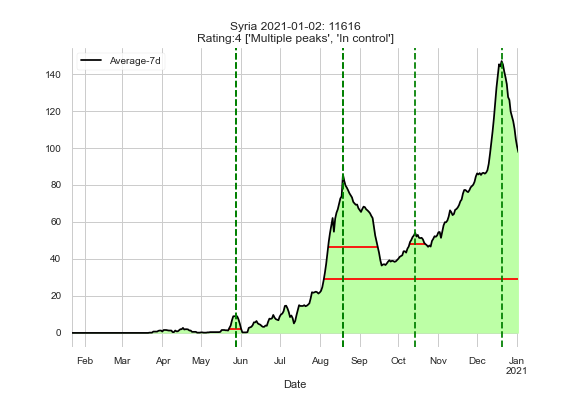 Syria 2021-01-02: 11616
Rating:4 ['Multiple peaks', 'In control']
Average-7d
140
120
100
80
60
40
20
0
Feb Mar Apr May Jun Jul Aug Sep Oct Nov Dec Jan
2021
Date